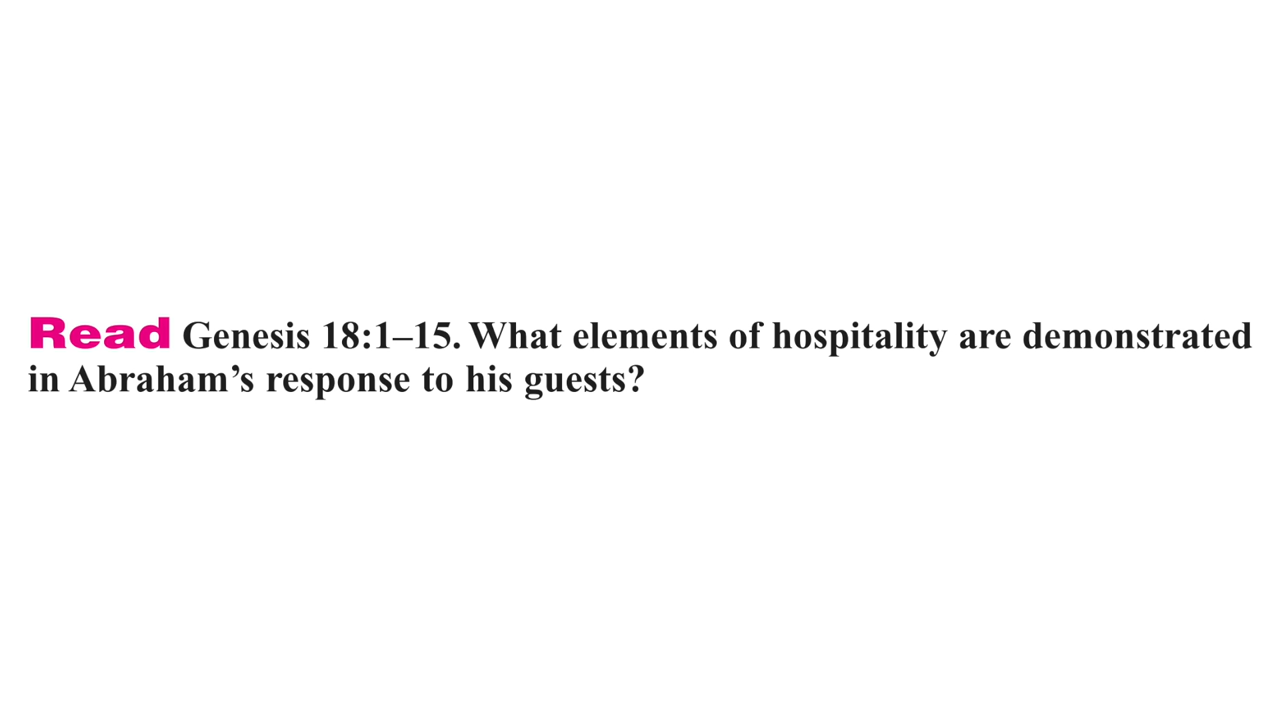 Read Genesis 18:1–15. What elements of hospitality are demonstrated
in Abraham’s response to his guests?